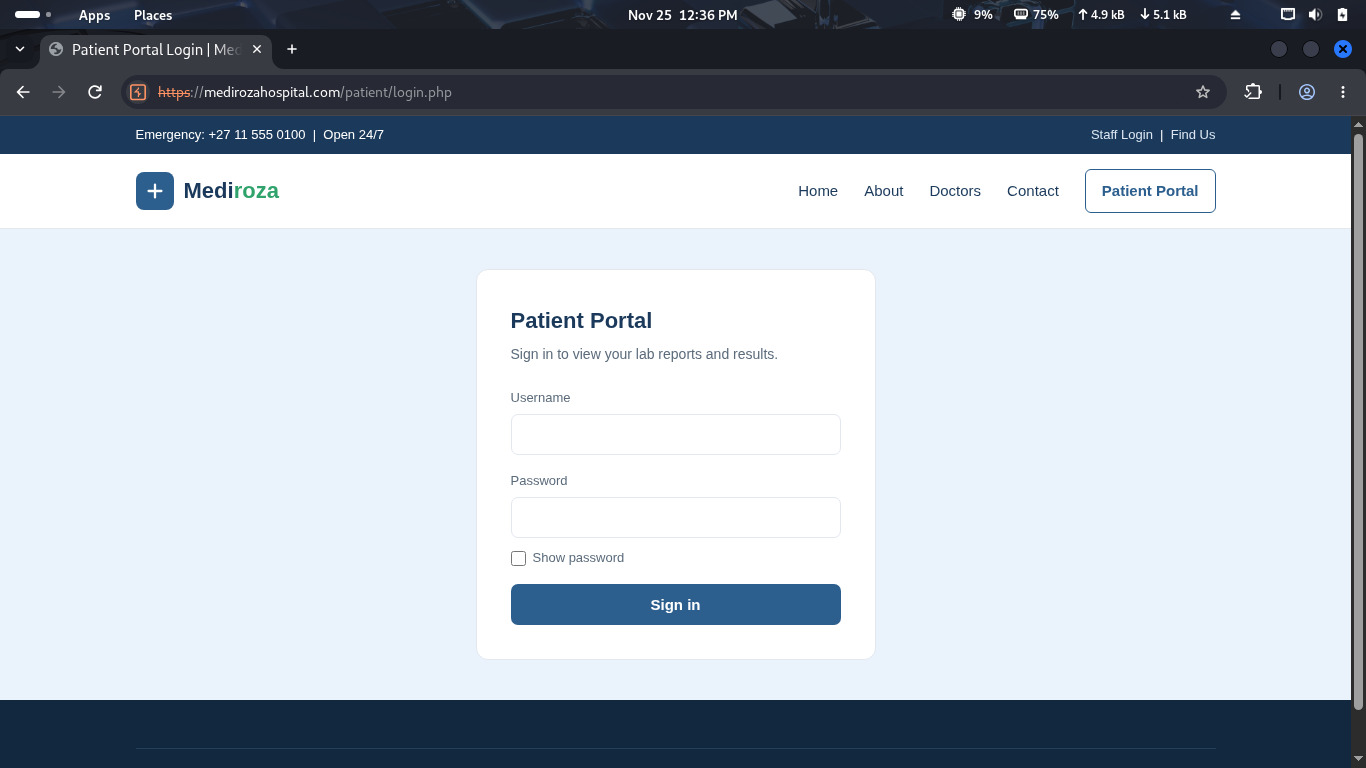 Apps Places Nov 25 12:36 PM 9% 75% 4.9 kB 5.1 kB
Patient Portal Login | Med
https://medirozahospital.com/patient/login.php
Emergency: +27 11 555 0100 | Open 24/7 Staff Login | Find Us
Mediroza Home About Doctors Contact Patient Portal
Patient Portal
Sign in to view your lab reports and results.
Username
Password
Show password
Sign in